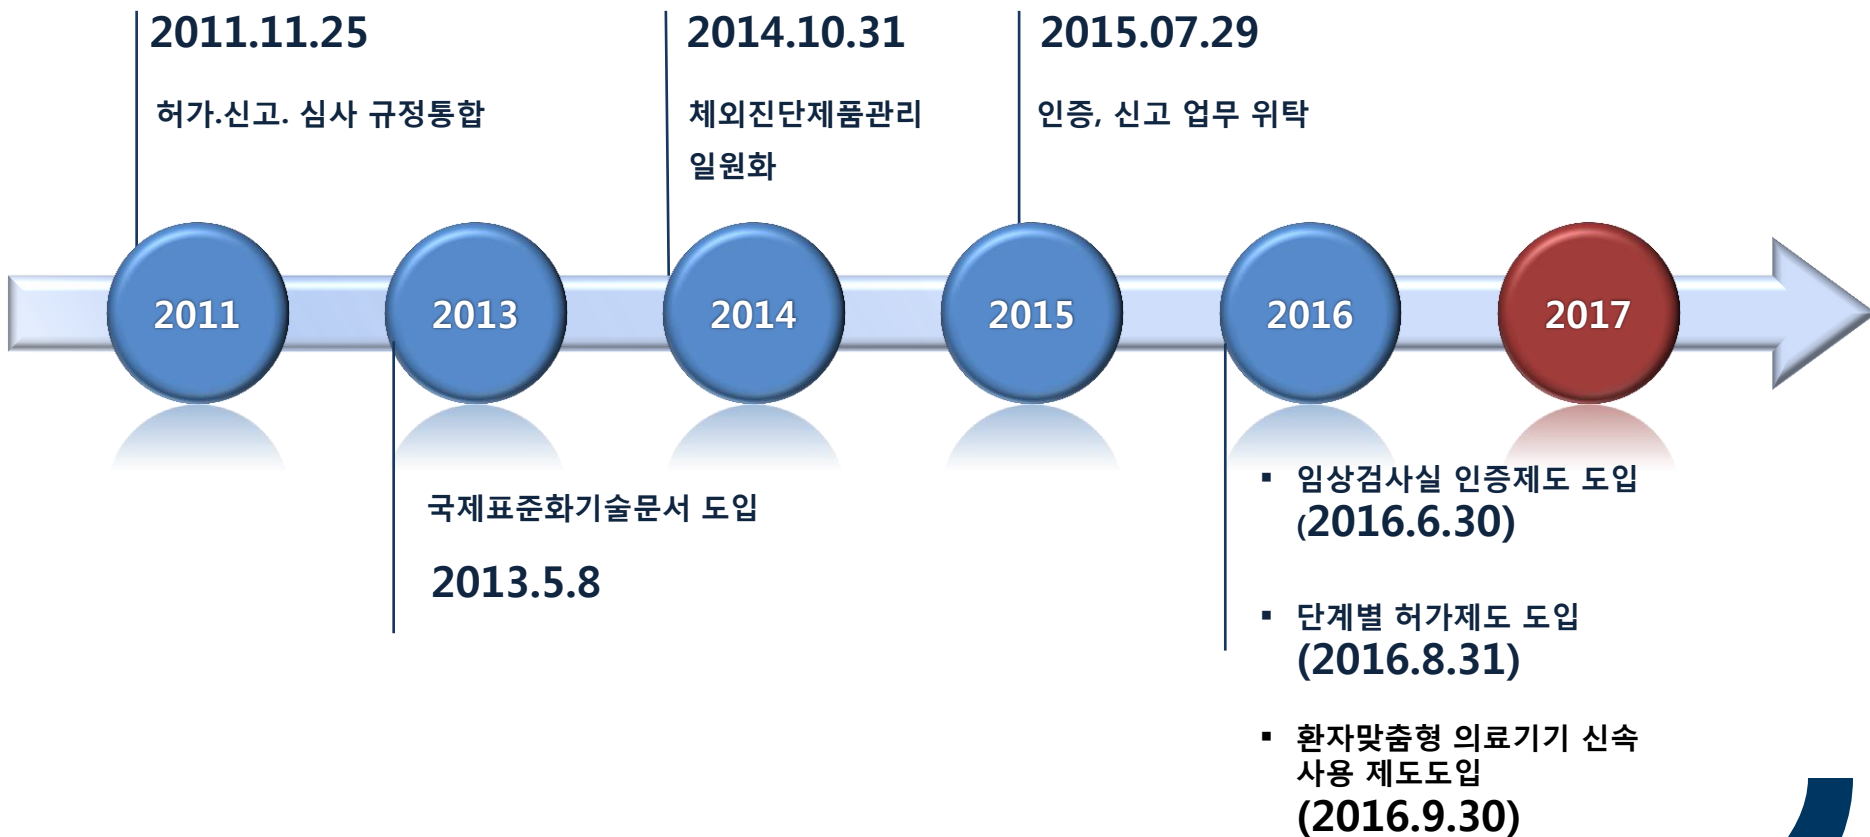 2011.11.25
허가.신고. 심사 규정통합
2014.10.31
체외진단제품관리
일원화
2015.07.29
인증, 신고 업무 위탁
2011
2013
2014
2015
2016
2017
국제표준화기술문서 도입
2013.5.8
▪ 임상검사실 인증제도 도입
(2016.6.30)
▪ 단계별 허가제도 도입
(2016.8.31)
▪ 환자맞춤형 의료기기 신속
사용 제도도입
(2016.9.30)